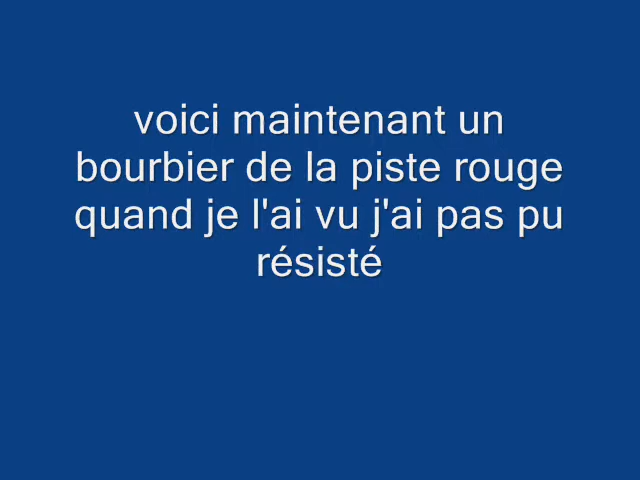 voici maintenant un
bourbier de la piste rouge
quand je l'ai vu j'ai pas pu
résisté